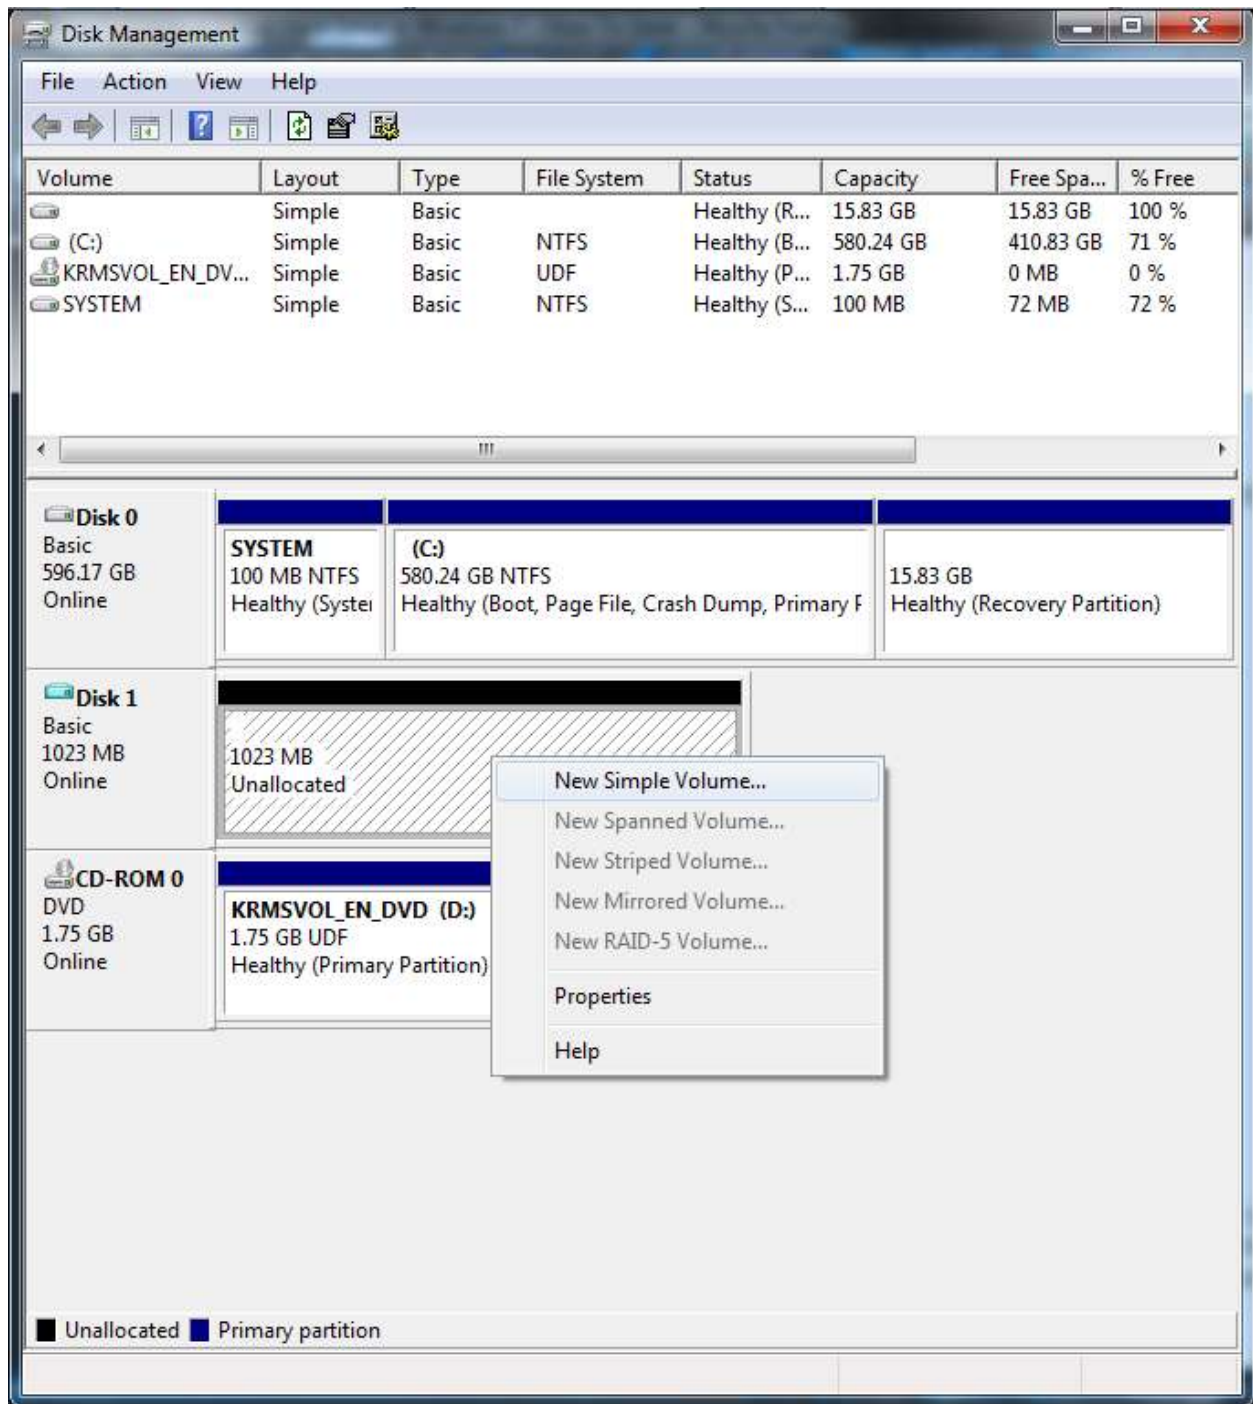 Disk Management
File Action View Help
Volume Layout Type File System Status Capacity Free Spa... % Free
Simple Basic Healthy (R... 15.83 GB 15.83 GB 100 %
(C:) Simple Basic NTFS Healthy (B... 580.24 GB 410.83 GB 71 %
KRMSVOL_EN_DV... Simple Basic UDF Healthy (P... 1.75 GB 0 MB 0 %
SYSTEM Simple Basic NTFS Healthy (S... 100 MB 72 MB 72 %
Disk 0
Basic
596.17 GB
Online
SYSTEM
100 MB NTFS
Healthy (Syster
(C:)
580.24 GB NTFS
Healthy (Boot, Page File, Crash Dump, Primary P
15.83 GB
Healthy (Recovery Partition)
Disk 1
Basic
1023 MB
Online
1023 MB
Unallocated
New Simple Volume...
New Spanned Volume...
New Striped Volume...
New Mirrored Volume...
New RAID-5 Volume...
Properties
Help
CD-ROM 0
DVD
1.75 GB
Online
KRMSVOL_EN_DVD (D:)
1.75 GB UDF
Healthy (Primary Partition)
Unallocated Primary partition